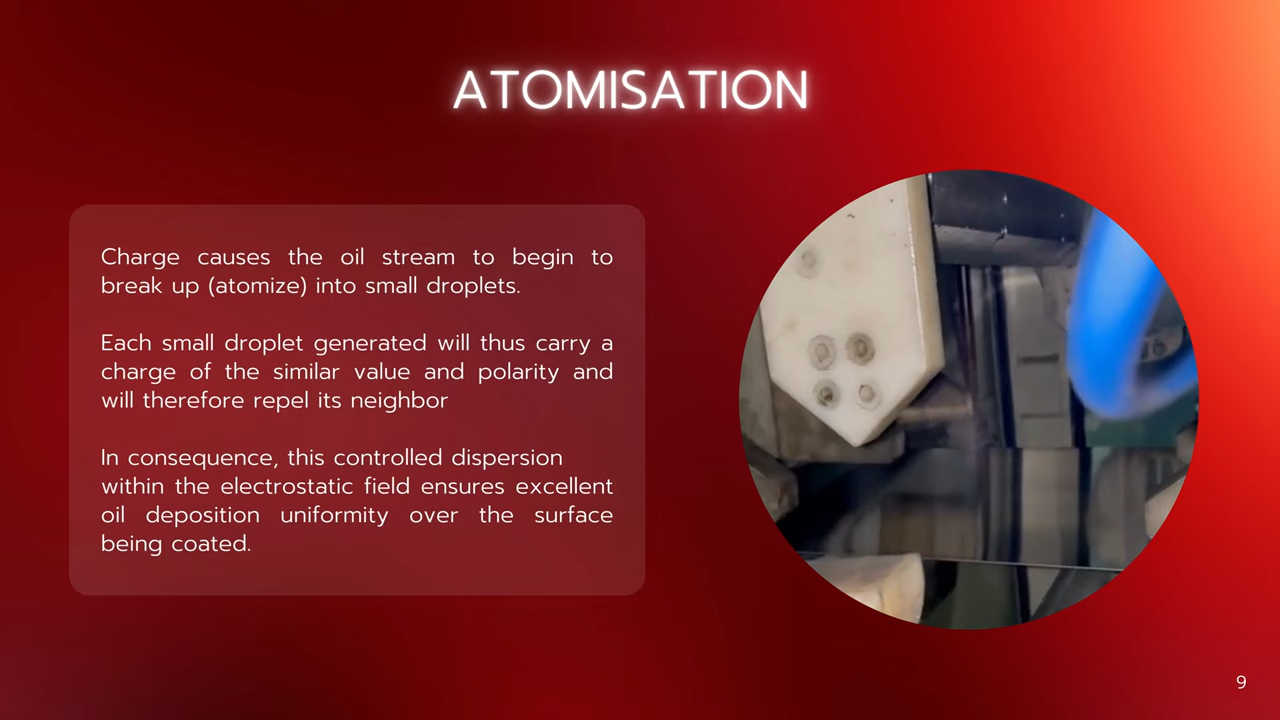 ATOMISATION
Charge causes the oil stream to begin to
break up (atomize) into small droplets.
Each small droplet generated will thus carry a
charge of the similar value and polarity and
will therefore repel its neighbor
In consequence, this controlled dispersion
within the electrostatic field ensures excellent
oil deposition uniformity over the surface
being coated.
9